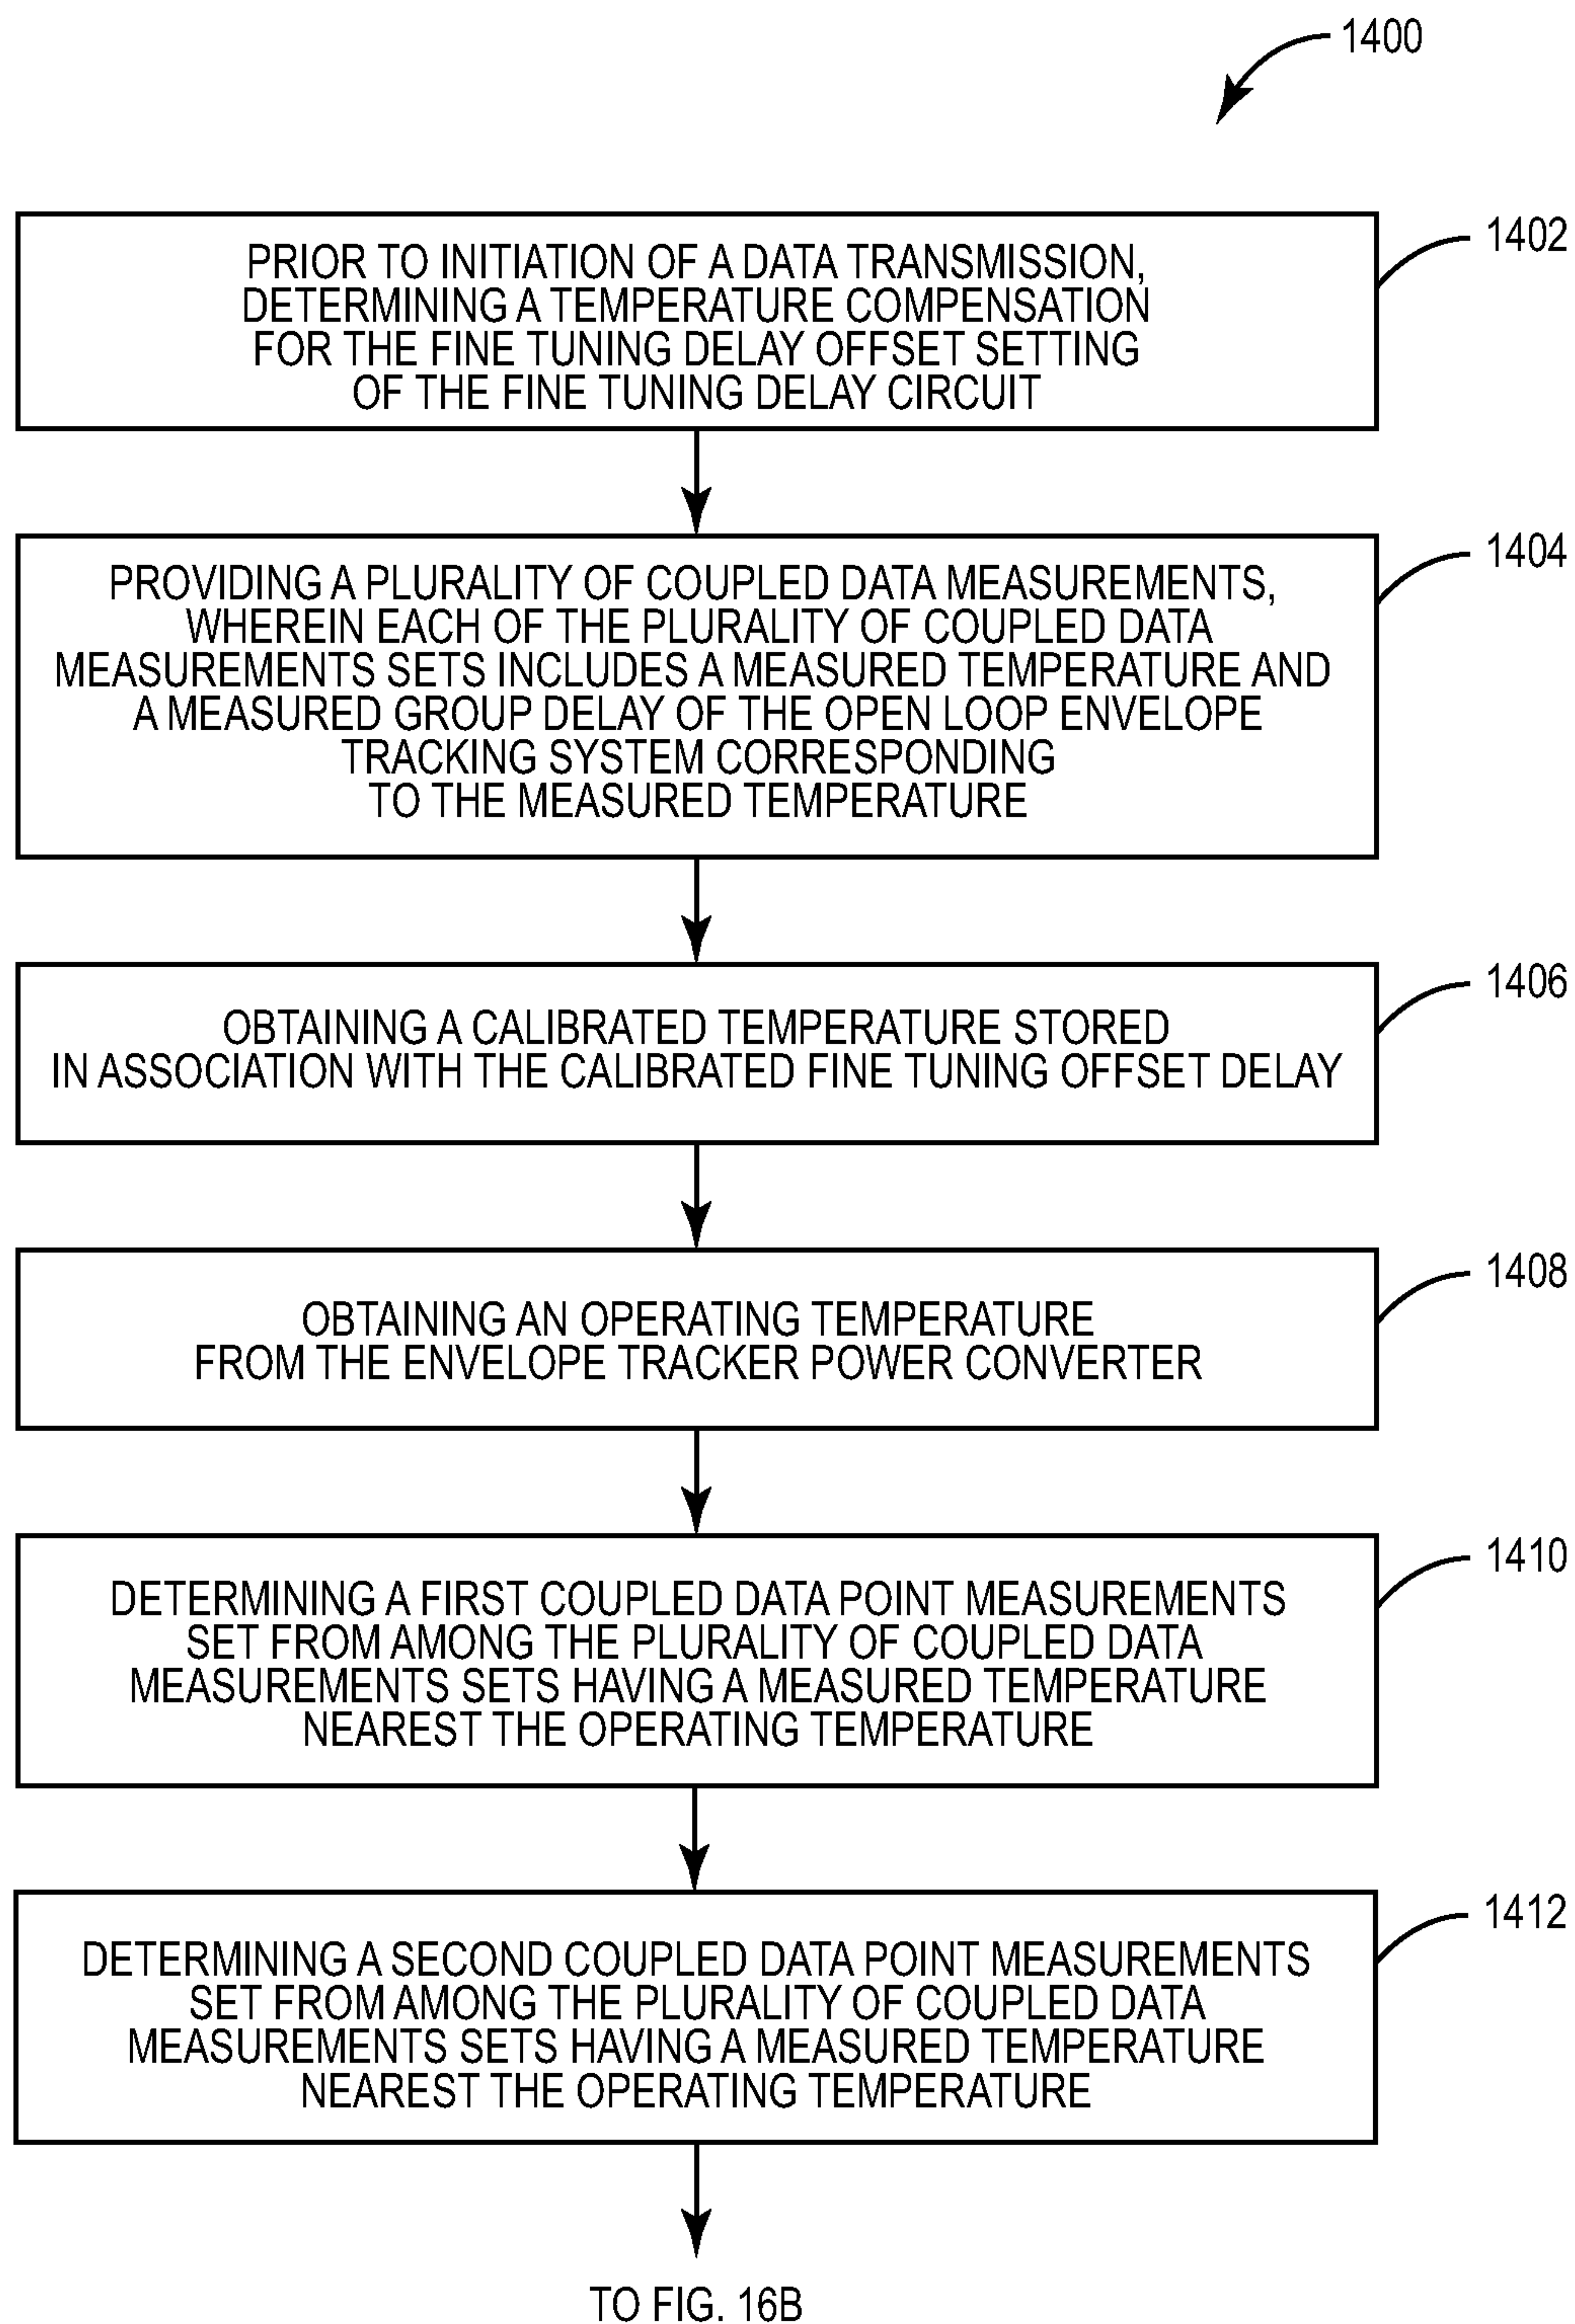 1400
1402
PRIOR TO INITIATION OF A DATA TRANSMISSION,
DETERMINING A TEMPERATURE COMPENSATION
FOR THE FINE TUNING DELAY OFFSET SETTING
OF THE FINE TUNING DELAY CIRCUIT
1404
PROVIDING A PLURALITY OF COUPLED DATA MEASUREMENTS,
WHEREIN EACH OF THE PLURALITY OF COUPLED DATA
MEASUREMENTS SETS INCLUDES A MEASURED TEMPERATURE AND
A MEASURED GROUP DELAY OF THE OPEN LOOP ENVELOPE
TRACKING SYSTEM CORRESPONDING
TO THE MEASURED TEMPERATURE
1406
OBTAINING A CALIBRATED TEMPERATURE STORED
IN ASSOCIATION WITH THE CALIBRATED FINE TUNING OFFSET DELAY
1408
OBTAINING AN OPERATING TEMPERATURE
FROM THE ENVELOPE TRACKER POWER CONVERTER
1410
DETERMINING A FIRST COUPLED DATA POINT MEASUREMENTS
SET FROM AMONG THE PLURALITY OF COUPLED DATA
MEASUREMENTS SETS HAVING A MEASURED TEMPERATURE
NEAREST THE OPERATING TEMPERATURE
1412
DETERMINING A SECOND COUPLED DATA POINT MEASUREMENTS
SET FROM AMONG THE PLURALITY OF COUPLED DATA
MEASUREMENTS SETS HAVING A MEASURED TEMPERATURE
NEAREST THE OPERATING TEMPERATURE
TO FIG. 16B